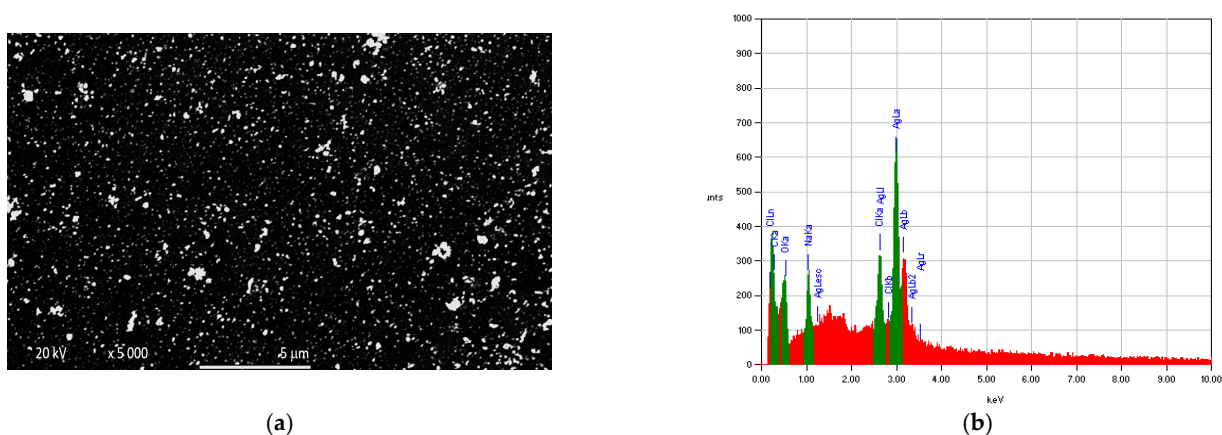 20 kV x 5 000 5 μm
(a)
1000
900
800
700
600
500
400
300
200
100
0
unts
ClLn
CKa
OKa
NaKa
AgLesc
ClKa
AgLl
ClKb
AgLa
AgLb
AgLb2
AgLr
0.00 1.00 2.00 3.00 4.00 5.00 6.00 7.00 8.00 9.00 10.00
keV
(b)